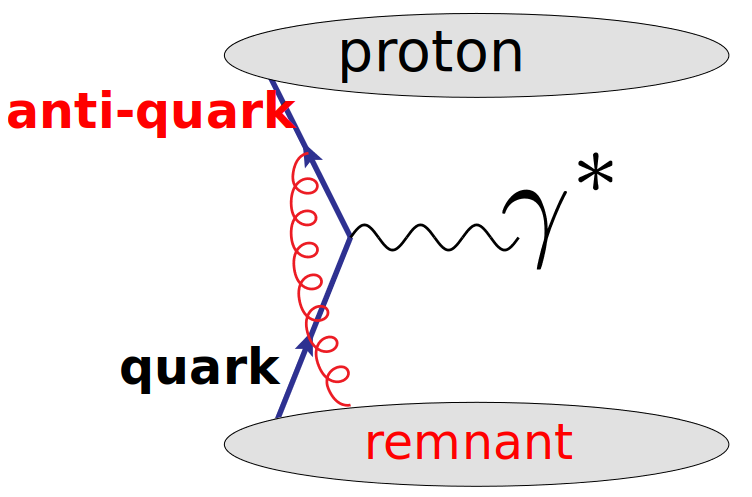 proton
anti-quark
γ*
quark
remnant